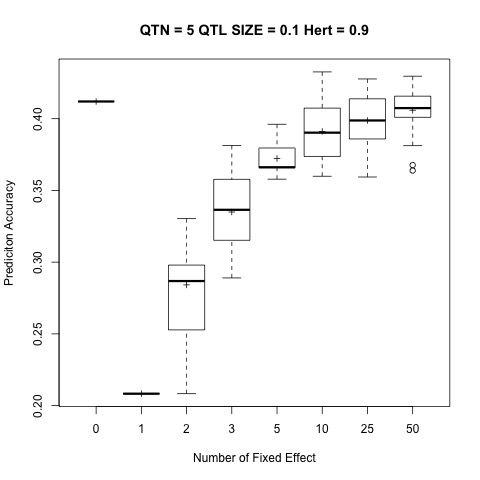 QTN = 5 QTL SIZE = 0.1 Hert = 0.9
Prediciton Accuracy
0.40
0.35
0.30
0.25
0.20
0 1 2 3 5 10 25 50
Number of Fixed Effect